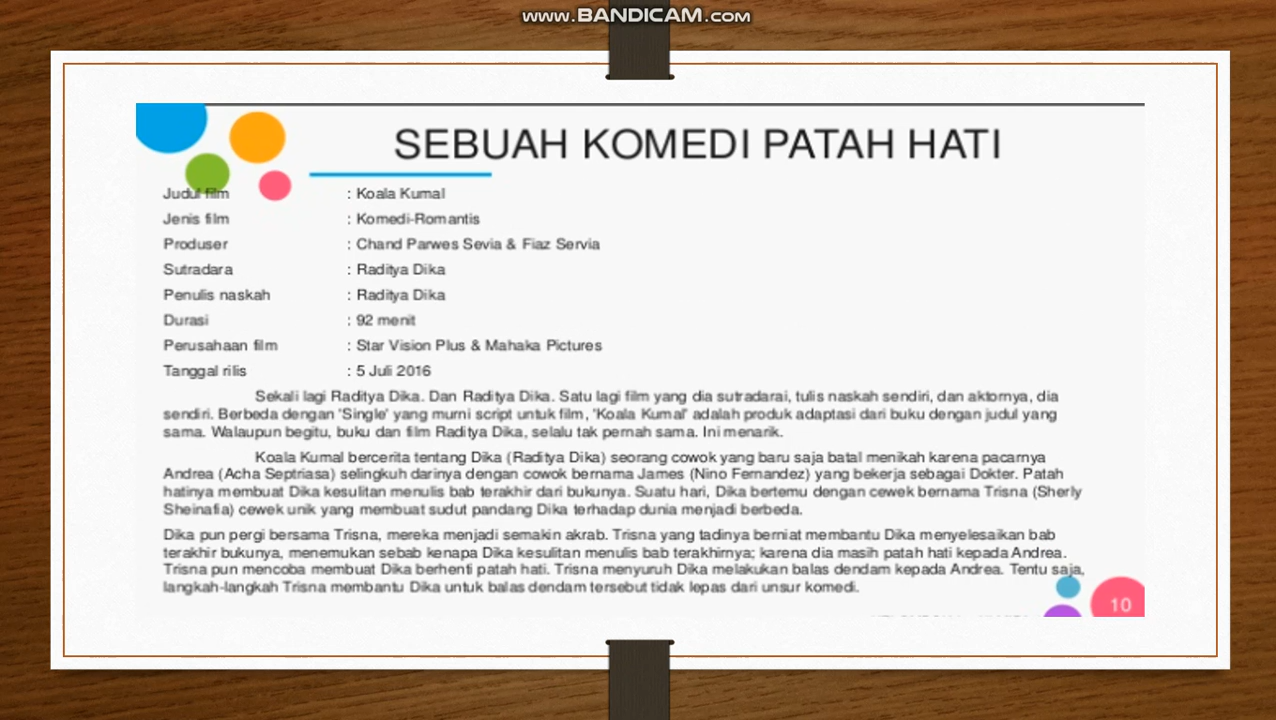 www.BANDICAM.com
SEBUAH KOMEDI PATAH HATI
Judul film : Koala Kumal
Jenis film : Komedi-Romantis
Produser : Chand Parwes Sevia & Fiaz Servia
Sutradara : Raditya Dika
Penulis naskah : Raditya Dika
Durasi : 92 menit
Perusahaan film : Star Vision Plus & Mahaka Pictures
Tanggal rilis : 5 Juli 2016
Sekali lagi Raditya Dika. Dan Raditya Dika. Satu lagi film yang dia sutradarai, tulis naskah sendiri, dan aktornya, dia
sendiri. Berbeda dengan 'Single' yang murni script untuk film, 'Koala Kumal' adalah produk adaptasi dari buku dengan judul yang
sama. Walaupun begitu, buku dan film Raditya Dika, selalu tak pernah sama. Ini menarik.
Koala Kumal bercerita tentang Dika (Raditya Dika) seorang cowok yang baru saja batal menikah karena pacarnya
Andrea (Acha Septriasa) selingkuh darinya dengan cowok bernama James (Nino Fernandez) yang bekerja sebagai Dokter. Patah
hatinya membuat Dika kesulitan menulis bab terakhir dari bukunya. Suatu hari, Dika bertemu dengan cewek bernama Trisna (Sherly
Sheinafia) cewek unik yang membuat sudut pandang Dika terhadap dunia menjadi berbeda.
Dika pun pergi bersama Trisna, mereka menjadi semakin akrab. Trisna yang tadinya berniat membantu Dika menyelesaikan bab
terakhir bukunya, menemukan sebab kenapa Dika kesulitan menulis bab terakhirnya; karena dia masih patah hati kepada Andrea.
Trisna pun mencoba membuat Dika berhenti patah hati. Trisna menyuruh Dika melakukan balas dendam kepada Andrea. Tentu saja,
langkah-langkah Trisna membantu Dika untuk balas dendam tersebut tidak lepas dari unsur komedi.
10